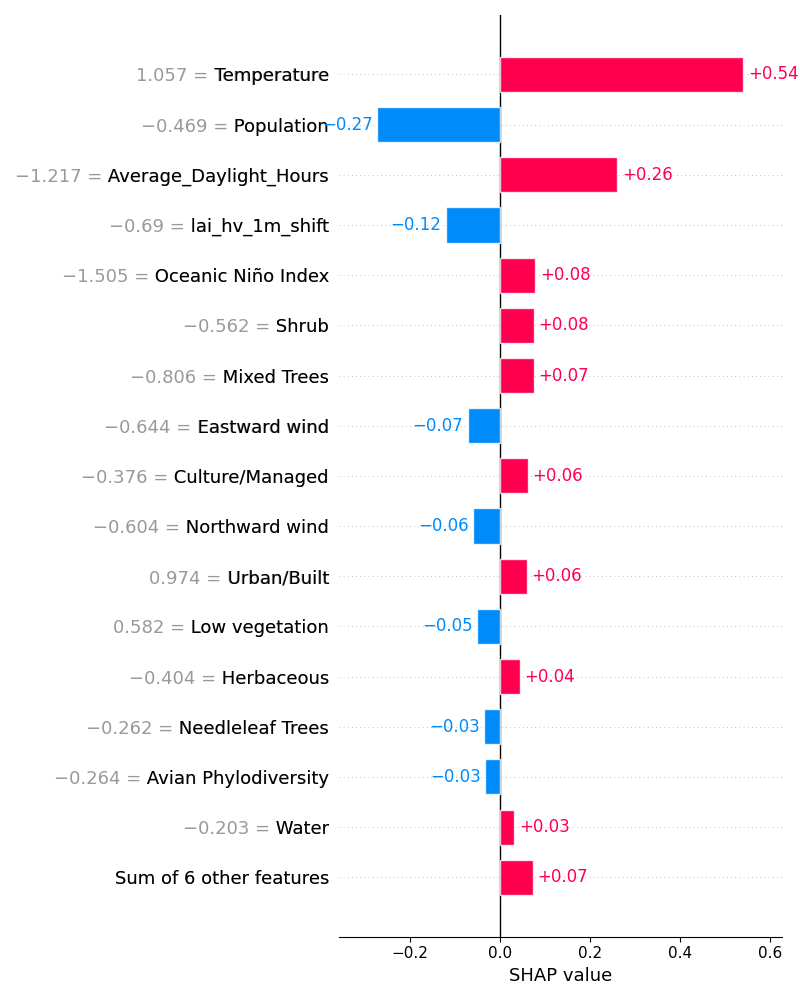 1.057 = Temperature +0.54
−0.469 = Population −0.27
−1.217 = Average_Daylight_Hours +0.26
−0.69 = lai_hv_1m_shift −0.12
−1.505 = Oceanic Niño Index +0.08
−0.562 = Shrub +0.08
−0.806 = Mixed Trees +0.07
−0.644 = Eastward wind −0.07
−0.376 = Culture/Managed +0.06
−0.604 = Northward wind −0.06
0.974 = Urban/Built +0.06
0.582 = Low vegetation −0.05
−0.404 = Herbaceous +0.04
−0.262 = Needleleaf Trees −0.03
−0.264 = Avian Phylodiversity −0.03
−0.203 = Water +0.03
Sum of 6 other features +0.07
−0.2 0.0 0.2 0.4 0.6
SHAP value